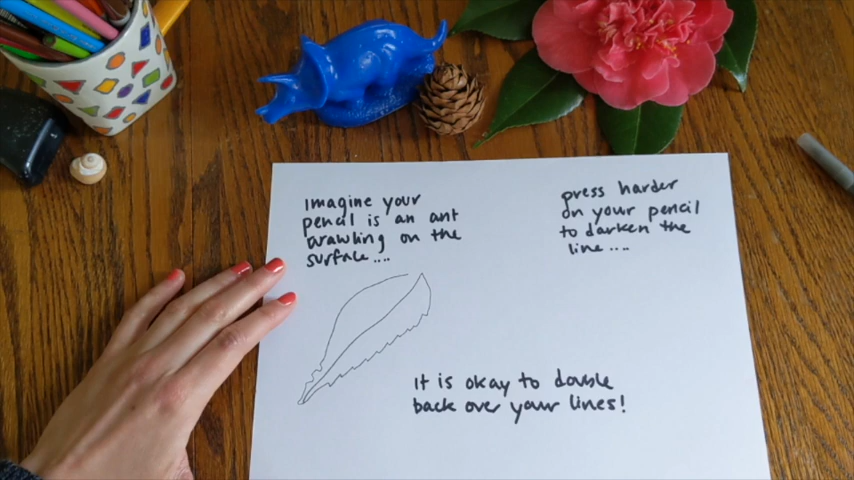 Imagine your
pencil is an ant
crawling on the
surface....
press harder
on your pencil
to darken the
line....
It is okay to double
back over your lines!